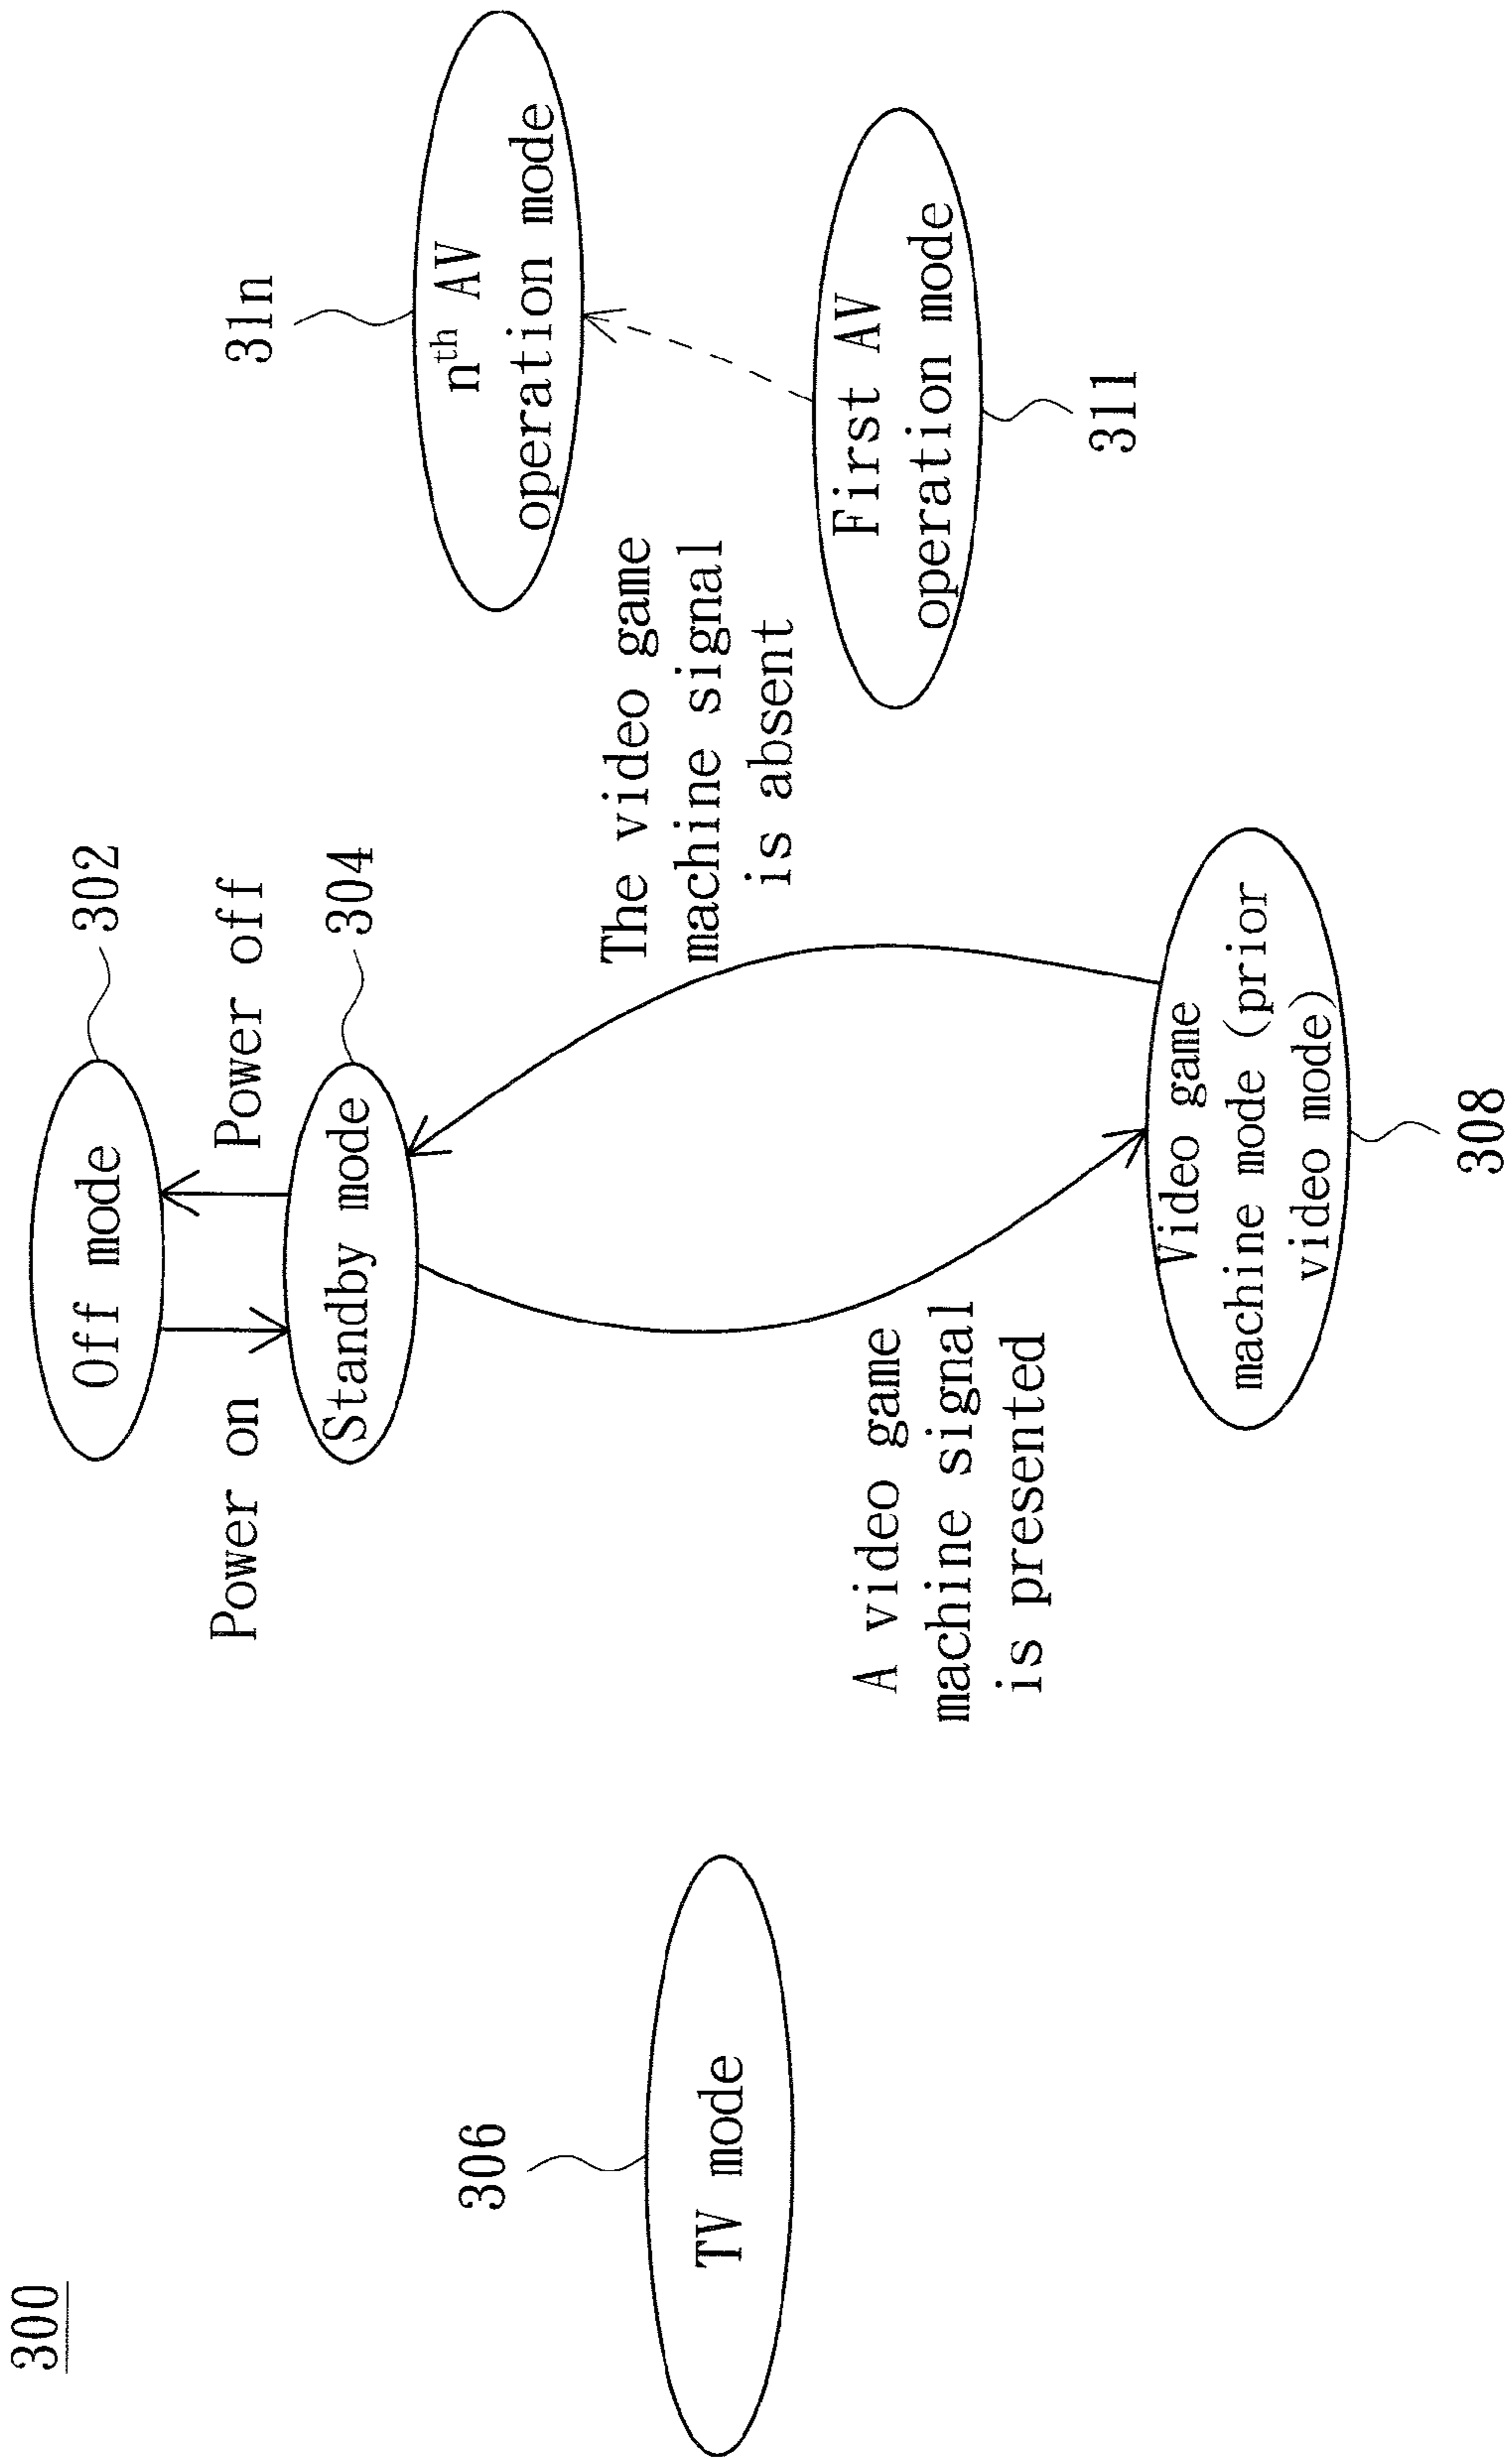 300
302
Off mode
Power on
Power off
304
Standby mode
31n
nth AV
operation mode
306
TV mode
The video game
machine signal
is absent
First AV
operation mode
311
A video game
machine signal
is presented
Video game
machine mode (prior
video mode)
308